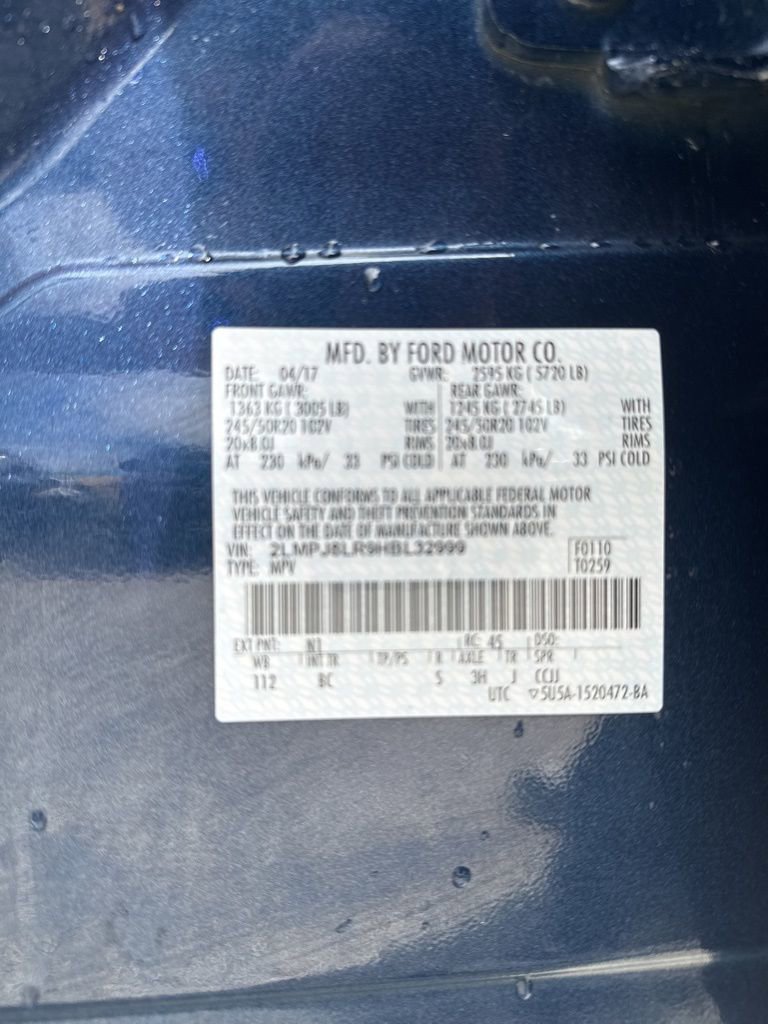 MFD. BY FORD MOTOR CO.
DATE: 04/17 GVWR: 2595 KG ( 5720 LB)
FRONT GAWR: REAR GAWR:
1363 KG ( 3005 LB) WITH 1245 KG ( 2745 LB) WITH
245/50R20 102V TIRES 245/50R20 102V TIRES
20x8.0J RIMS 20x8.0J RIMS
AT 230 kPa/ 33 PSI COLD AT 230 kPa/ 33 PSI COLD
THIS VEHICLE CONFORMS TO ALL APPLICABLE FEDERAL MOTOR
VEHICLE SAFETY AND THEFT PREVENTION STANDARDS IN
EFFECT ON THE DATE OF MANUFACTURE SHOWN ABOVE.
VIN: 2LMPJ8LR9HBL32999 F0110
TYPE: MPV T0259
EXT PNT: N1 RC: 45 DSO:
WB INT TR TP/PS R AXLE TR SPR
112 BC 5 3H J CCJJ
UTC ▽5U5A-1520472-BA